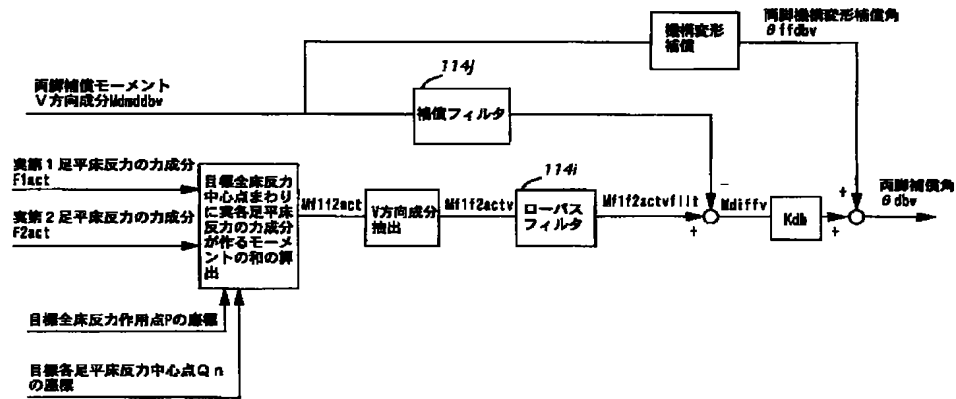 両脚機構変形補償角
θffdbv
機構変形
補償
114j
両脚補償モーメント
V方向成分Mdmddbv
補償フィルタ
実第1足平床反力の力成分
F1act
114i
目標全床反力
中心点まわり
に実各足平床
反力の力成分
が作るモーメ
ントの和の算
出
Mf1f2act
V方向成分
抽出
Mf1f2actv
ローパス
フィルタ
Mf1f2actvfilt
−
+
Mdiffv
Kdb
+
+
両脚補償角
θdbv
実第2足平床反力の力成分
F2act
目標全床反力作用点Pの座標
目標各足平床反力中心点Qn
の座標